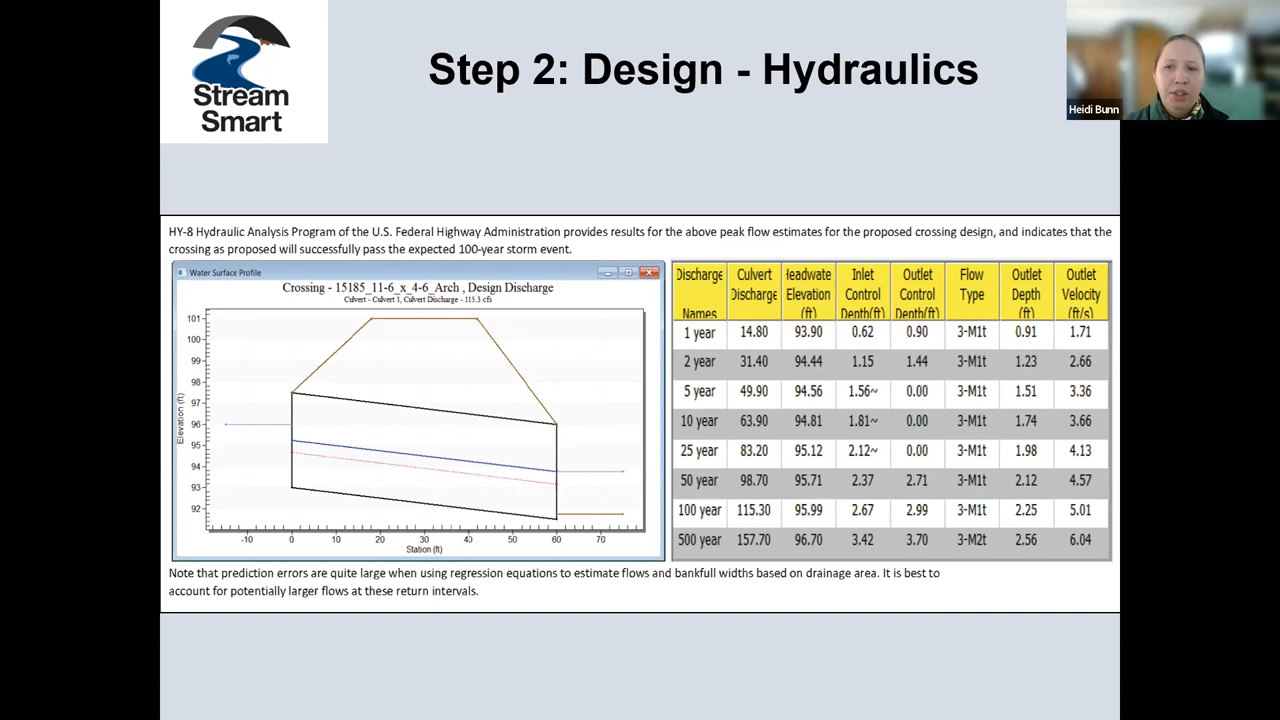 Stream
Smart
Step 2: Design - Hydraulics
Heidi Bunn
HY-8 Hydraulic Analysis Program of the U.S. Federal Highway Administration provides results for the above peak flow estimates for the proposed crossing design, and indicates that the
crossing as proposed will successfully pass the expected 100-year storm event.
Water Surface Profile
Crossing - 15185_11-6_x_4-6_Arch , Design Discharge
Culvert - Culvert 1, Culvert Discharge - 115.3 cfs
101
100
99
98
97
96
95
94
93
92
Elevation (ft)
-10 0 10 20 30 40 50 60 70
Station (ft)
Discharge Names Culvert Discharge Headwate Elevation (ft) Inlet Control Depth(ft) Outlet Control Depth(ft) Flow Type Outlet Depth (ft) Outlet Velocity (ft/s)
1 year 14.80 93.90 0.62 0.90 3-M1t 0.91 1.71
2 year 31.40 94.44 1.15 1.44 3-M1t 1.23 2.66
5 year 49.90 94.56 1.56~ 0.00 3-M1t 1.51 3.36
10 year 63.90 94.81 1.81~ 0.00 3-M1t 1.74 3.66
25 year 83.20 95.12 2.12~ 0.00 3-M1t 1.98 4.13
50 year 98.70 95.71 2.37 2.71 3-M1t 2.12 4.57
100 year 115.30 95.99 2.67 2.99 3-M1t 2.25 5.01
500 year 157.70 96.70 3.42 3.70 3-M2t 2.56 6.04
Note that prediction errors are quite large when using regression equations to estimate flows and bankfull widths based on drainage area. It is best to
account for potentially larger flows at these return intervals.